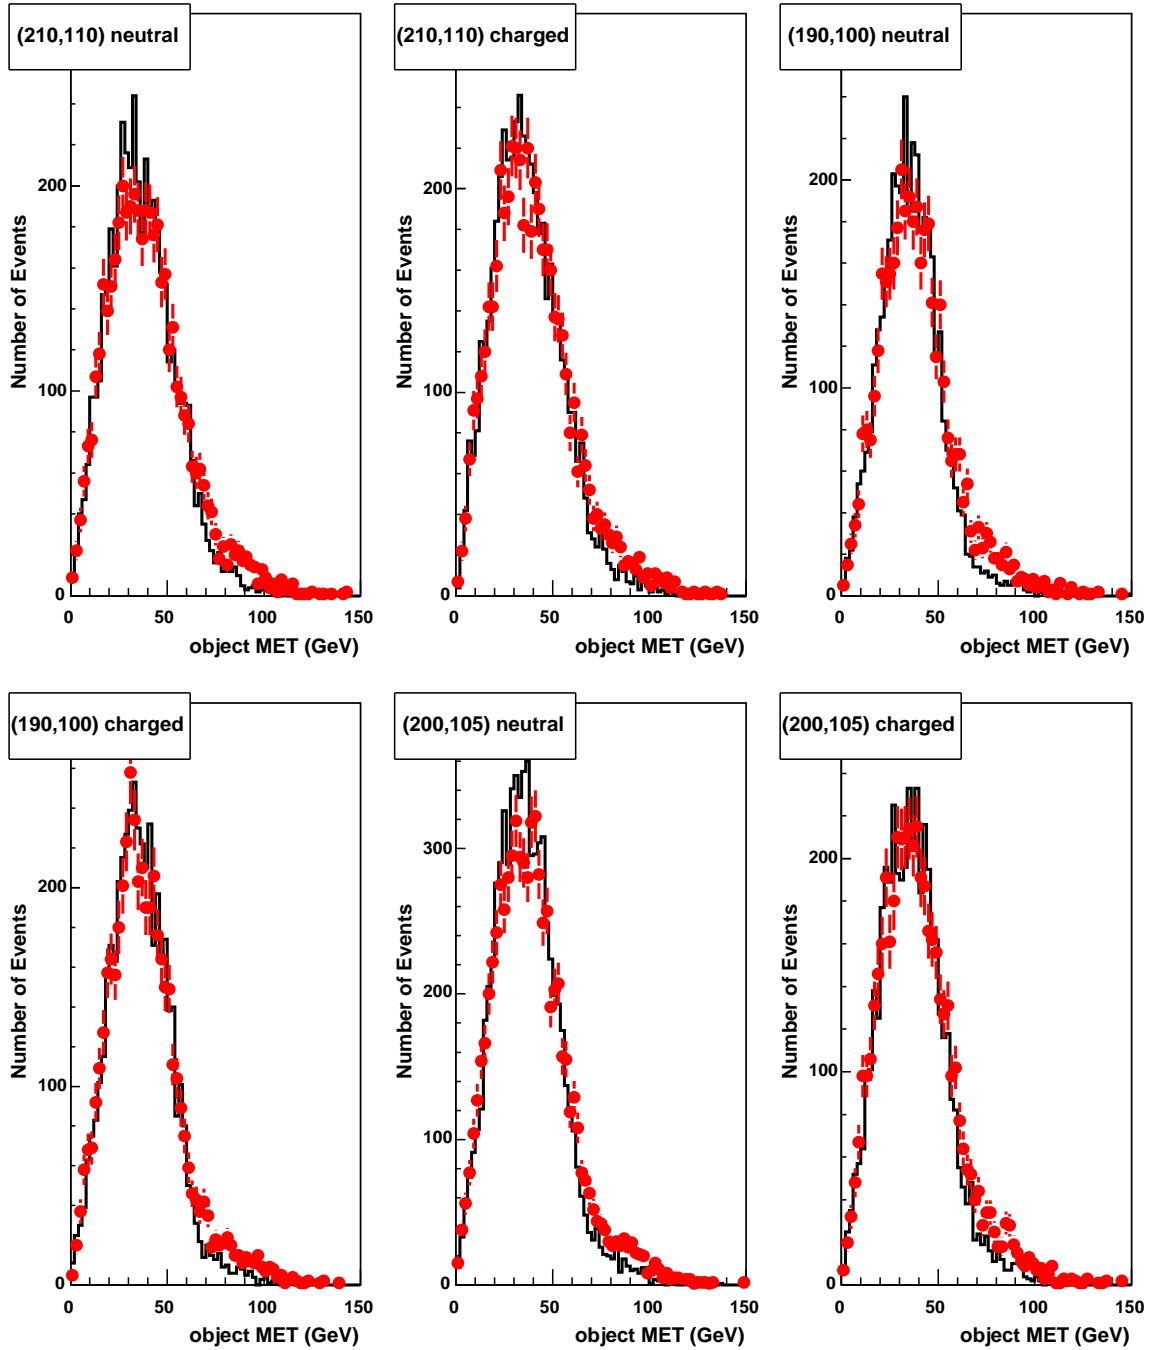 (210,110) neutral
Number of Events
200
100
0
0 50 100 150
object MET (GeV)
(210,110) charged
Number of Events
200
100
0
0 50 100 150
object MET (GeV)
(190,100) neutral
Number of Events
200
100
0
0 50 100 150
object MET (GeV)
(190,100) charged
Number of Events
200
100
0
0 50 100 150
object MET (GeV)
(200,105) neutral
Number of Events
300
200
100
0
0 50 100 150
object MET (GeV)
(200,105) charged
Number of Events
200
100
0
0 50 100 150
object MET (GeV)